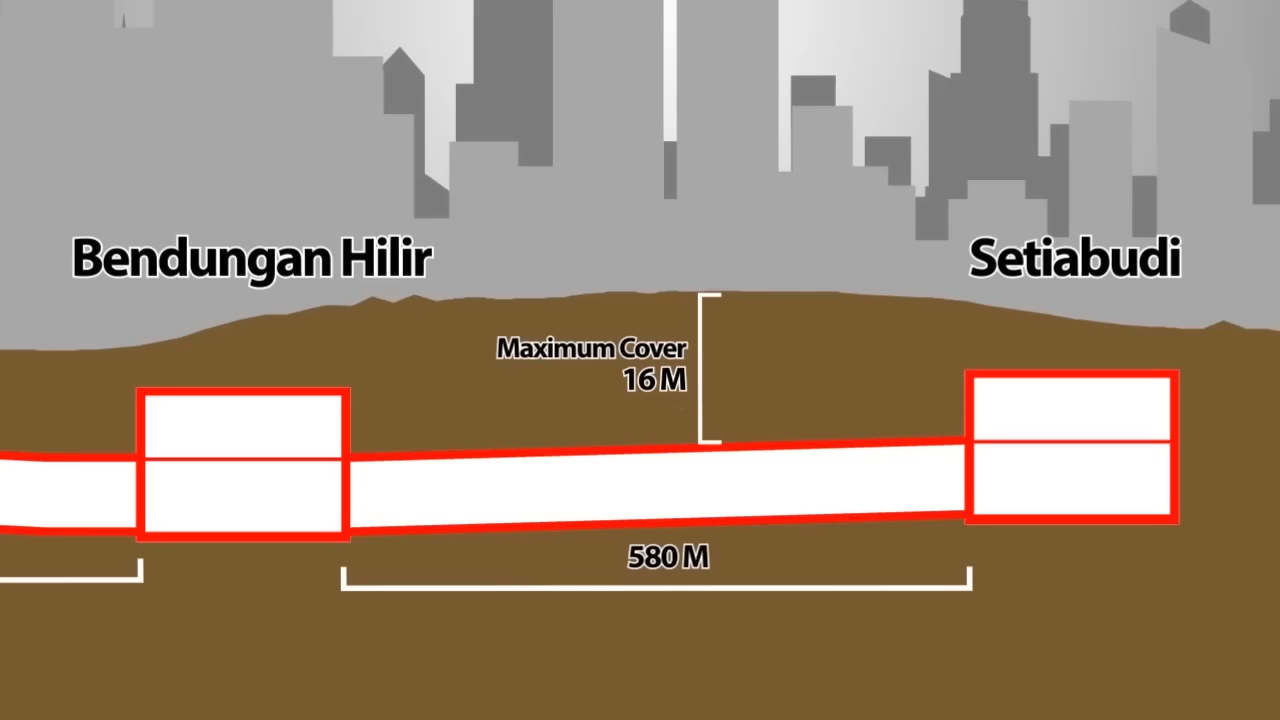 Bendungan Hilir
Setiabudi
Maximum Cover
16 M
580 M